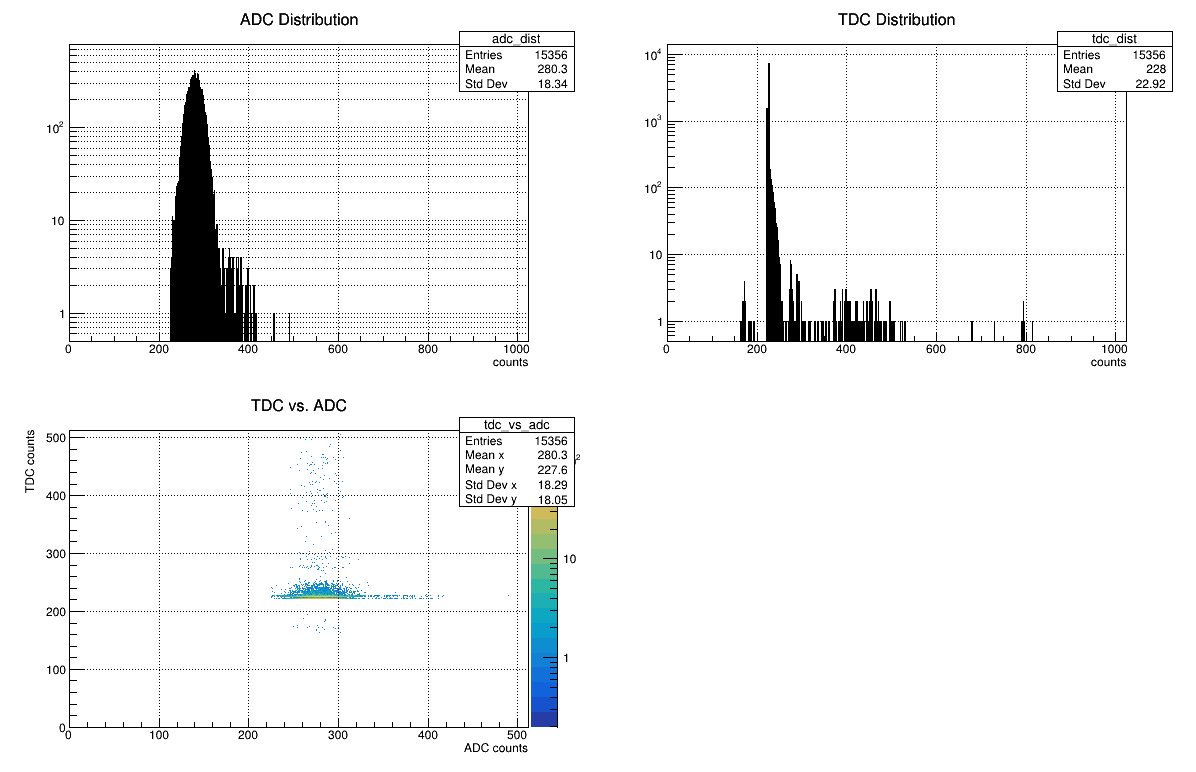 ADC Distribution
adc_dist
Entries 15356
Mean 280.3
Std Dev 18.34
10²
10
1
0 200 400 600 800 1000
counts
TDC Distribution
tdc_dist
Entries 15356
Mean 228
Std Dev 22.92
10⁴
10³
10²
10
1
0 200 400 600 800 1000
counts
TDC vs. ADC
TDC counts
tdc_vs_adc
Entries 15356
Mean x 280.3
Mean y 227.6
Std Dev x 18.29
Std Dev y 18.05
500
400
300
200
100
0
0 100 200 300 400 500
ADC counts
2
10
1